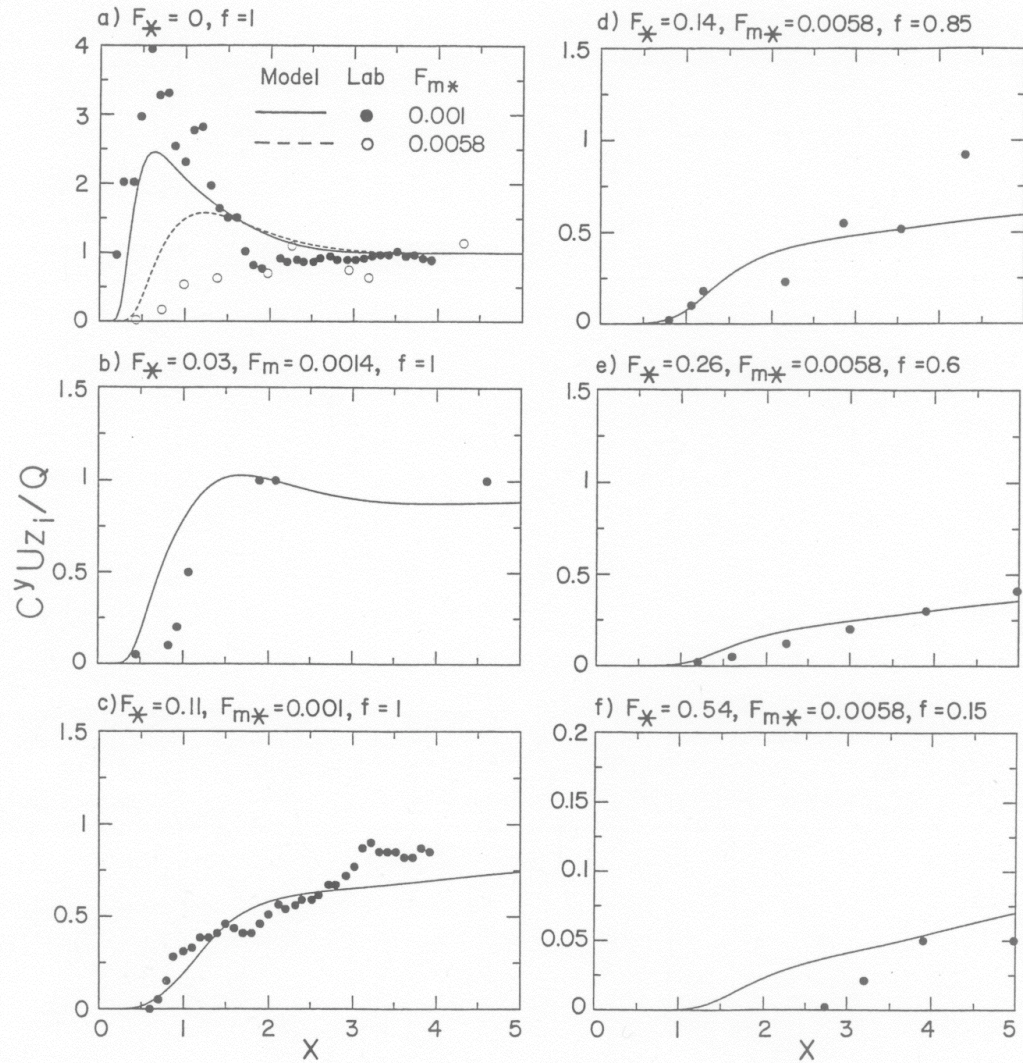 a) F* = 0, f=1
4
3
2
1
0
Model Lab Fm*
0.001
0.0058
b) F*=0.03, Fm=0.0014, f=1
1.5
1
0.5
0
c) F*=0.11, Fm*=0.001, f=1
1.5
1
0.5
0
0 1 2 3 4 5
X
C^y Uz_i/Q
d) F*=0.14, Fm*=0.0058, f=0.85
1.5
1
0.5
0
e) F*=0.26, Fm*=0.0058, f=0.6
1.5
1
0.5
0
f) F*=0.54, Fm*=0.0058, f=0.15
0.2
0.15
0.1
0.05
0
0 1 2 3 4 5
X